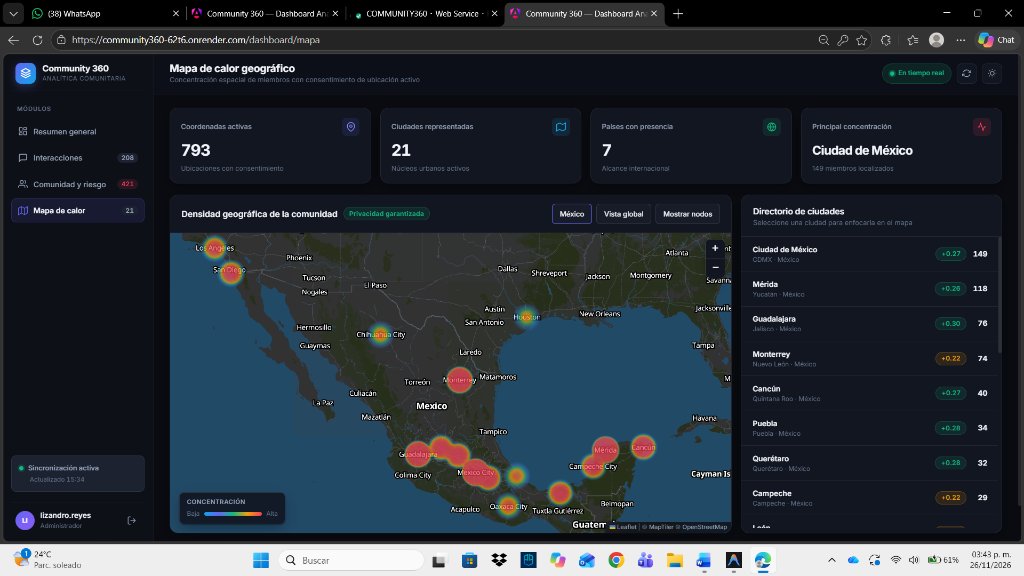 (38) WhatsApp
Community 360 — Dashboard An
COMMUNITY360 · Web Service ·
Community 360 — Dashboard An
https://community360-62t6.onrender.com/dashboard/mapa
Chat
Community 360
ANALÍTICA COMUNITARIA
MÓDULOS
Resumen general
Interacciones 208
Comunidad y riesgo 421
Mapa de calor 21
Sincronización activa
Actualizado 15:34
LI
lizandro.reyes
Administrador
Mapa de calor geográfico
Concentración espacial de miembros con consentimiento de ubicación activo
En tiempo real
Coordenadas activas
793
Ubicaciones con consentimiento
Ciudades representadas
21
Núcleos urbanos activos
Países con presencia
7
Alcance internacional
Principal concentración
Ciudad de México
149 miembros localizados
Densidad geográfica de la comunidad
Privacidad garantizada
México
Vista global
Mostrar nodos
+
−
Los Angeles
San Diego
Phoenix
Tucson
Nogales
El Paso
Dallas
Shreveport
Jackson
Montgomery
Atlanta
Savann
Jacksonville
Austin
San Antonio
Houston
New Orleans
Tampa
Hermosillo
Guaymas
Chihuahua City
Laredo
Torreón
Monterrey
Matamoros
Culiacán
La Paz
Mazatlán
Mexico
Tampico
Havana
Guadalajara
Colima City
Mexico City
Mérida
Cancún
Campeche City
Cayman Is
Acapulco
Oaxaca City
Tuxtla Gutiérrez
Belmopan
Guatem
CONCENTRACIÓN
Baja
Alta
Leaflet | © MapTiler © OpenStreetMap
Directorio de ciudades
Seleccione una ciudad para enfocarla en el mapa
Ciudad de México +0.27 149
CDMX · México
Mérida +0.26 118
Yucatán · México
Guadalajara +0.30 76
Jalisco · México
Monterrey +0.22 74
Nuevo León · México
Cancún +0.27 40
Quintana Roo · México
Puebla +0.28 34
Puebla · México
Querétaro +0.28 32
Querétaro · México
Campeche +0.22 29
Campeche · México
León
1
24°C
Parc. soleado
Buscar
61%
03:43 p. m.
26/11/2026